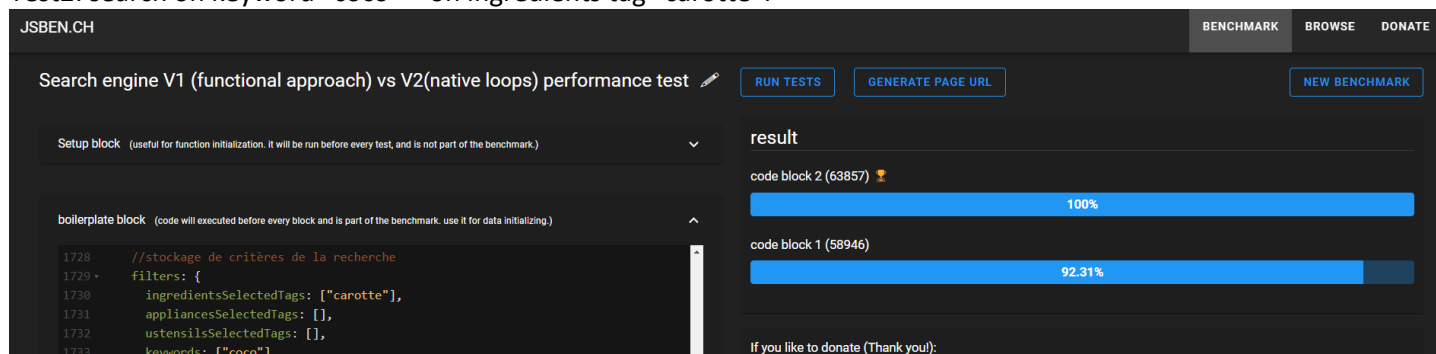 JSBEN.CH
BENCHMARK BROWSE DONATE
Search engine V1 (functional approach) vs V2(native loops) performance test
RUN TESTS
GENERATE PAGE URL
NEW BENCHMARK
Setup block (useful for function initialization. it will be run before every test, and is not part of the benchmark.)
boilerplate block (code will executed before every block and is part of the benchmark. use it for data initializing.)
1728 //stockage de critères de la recherche
1729 filters: {
1730 ingredientsSelectedTags: ["carotte"],
1731 appliancesSelectedTags: [],
1732 ustensilsSelectedTags: [],
1733 keywords: ["coco"]
result
code block 2 (63857)
100%
code block 1 (58946)
92.31%
If you like to donate (Thank you!):